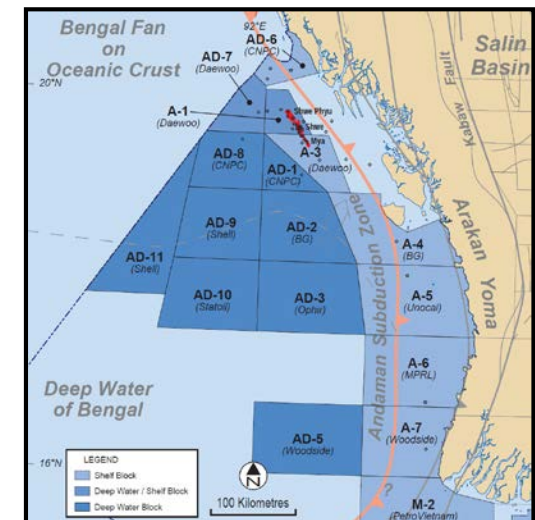 Bengal Fan
on
Oceanic Crust
92°E
AD-6
(CNPC)
Salin
Basin
AD-7
(Daewoo)
20°N
Kabaw Fault
A-1
(Daewoo)
Shwe Phyu
Shwe
Mya
A-3
(Daewoo)
AD-8
(CNPC)
AD-1
(CNPC)
AD-9
(Shell)
AD-2
(BG)
A-4
(BG)
Arakan Yoma
AD-11
(Shell)
Andaman Subduction Zone
AD-10
(Statoil)
AD-3
(Ophir)
A-5
(Unocal)
A-6
(MPRL)
Deep Water
of Bengal
AD-5
(Woodside)
A-7
(Woodside)
LEGEND
Shelf Block
Deep Water / Shelf Block
Deep Water Block
16°N
N
100 Kilometres
?
M-2
(PetroVietnam)